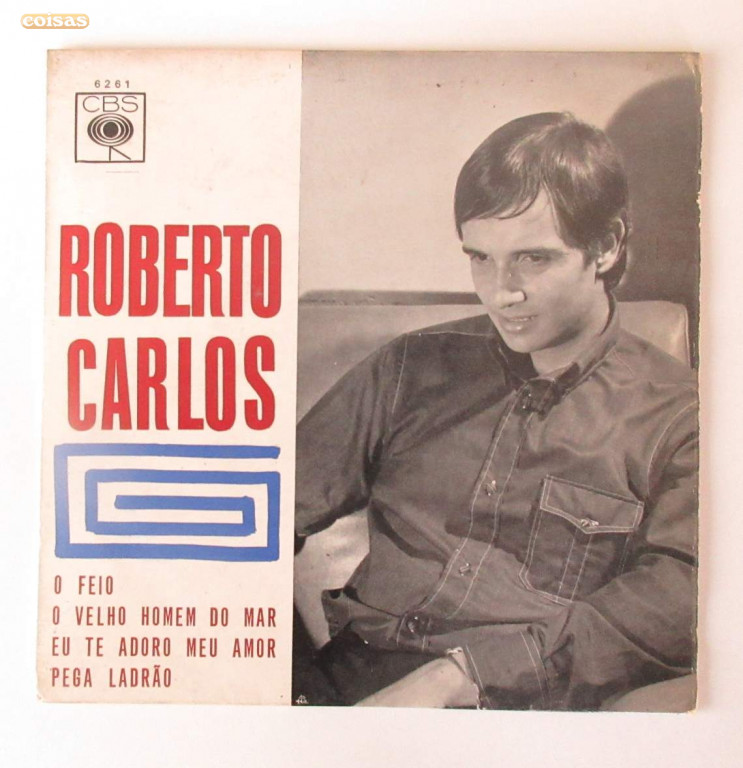 coisas
6261
CBS
ROBERTO
CARLOS
O FEIO
O VELHO HOMEM DO MAR
EU TE ADORO MEU AMOR
PEGA LADRÃO